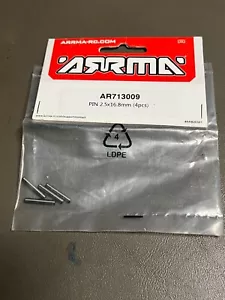 ARRMA-RC.COM
ARRMA
AR713009
PIN 2.5x16.8mm (4pcs)
4
LDPE